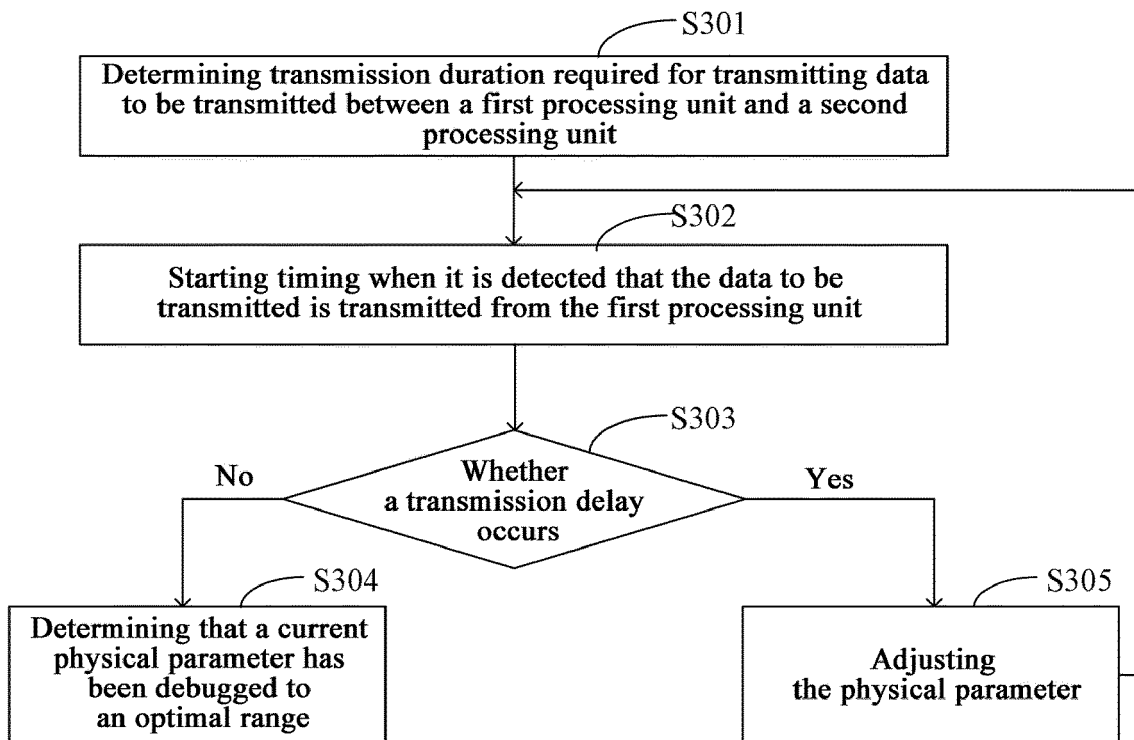 S301
Determining transmission duration required for transmitting data
to be transmitted between a first processing unit and a second
processing unit
S302
Starting timing when it is detected that the data to be
transmitted is transmitted from the first processing unit
S303
Whether
a transmission delay
occurs
No
Yes
S304
Determining that a current
physical parameter has
been debugged to
an optimal range
S305
Adjusting
the physical parameter